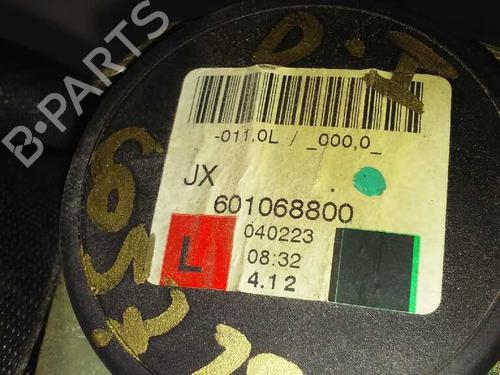 B-PARTS
D.I
-011,0L / _000,0_
JX
601068800
040223
L
08:32
4.12